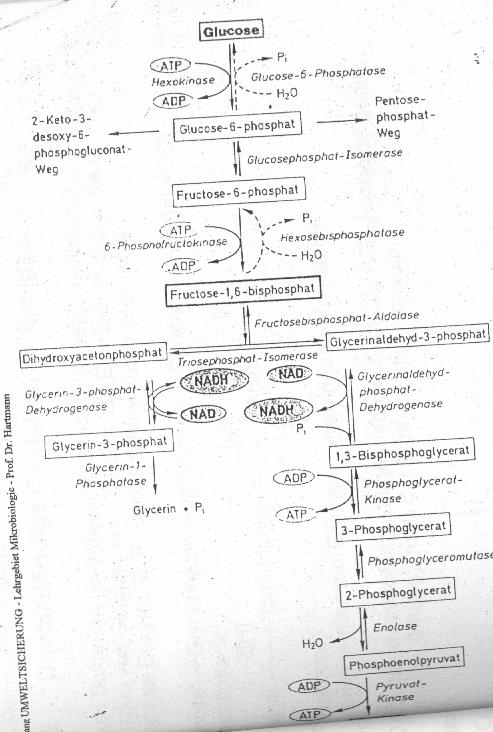 Glucose
ATP
Hexokinase
ADP
Pi
Glucose-6-Phosphatase
H2O
2-Keto-3-
desoxy-6-
phosphogluconat-
Weg
Glucose-6-phosphat
Pentose-
phosphat-
Weg
Glucosephosphat-Isomerase
Fructose-6-phosphat
ATP
6-Phosphofructokinase
ADP
Pi
Hexosebisphosphatase
H2O
Fructose-1,6-bisphosphat
Fructosebisphosphat-Aldolase
Dihydroxyacetonphosphat
Glycerinaldehyd-3-phosphat
Triosephosphat-Isomerase
Glycerin-3-phosphat-
Dehydrogenase
NADH
NAD
NAD
NADH
Pi
Glycerinaldehyd-
phosphat-
Dehydrogenase
Glycerin-3-phosphat
Glycerin-1-
Phosphatase
Glycerin + Pi
1,3-Bisphosphoglycerat
ADP
ATP
Phosphoglycerat-
Kinase
3-Phosphoglycerat
Phosphoglyceromutase
2-Phosphoglycerat
H2O
Enolase
Phosphoenolpyruvat
ADP
ATP
Pyruvat-
Kinase
ang UMWELTSICHERUNG - Lehrgebiet Mikrobiologie - Prof. Dr. Hartmann